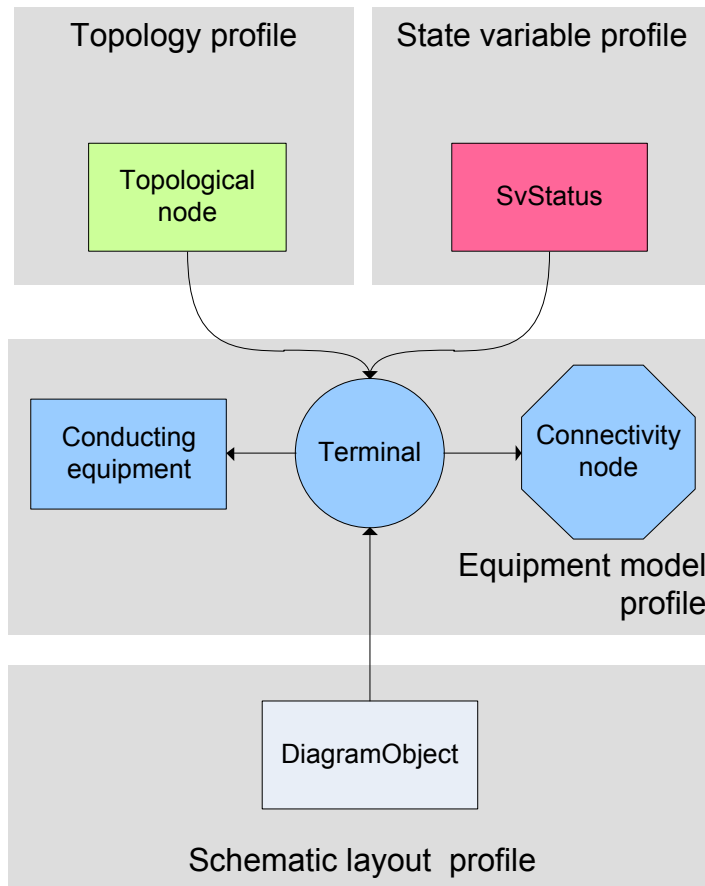 Topology profile
State variable profile
Topological
node
SvStatus
Conducting
equipment
Terminal
Connectivity
node
Equipment model
profile
DiagramObject
Schematic layout  profile